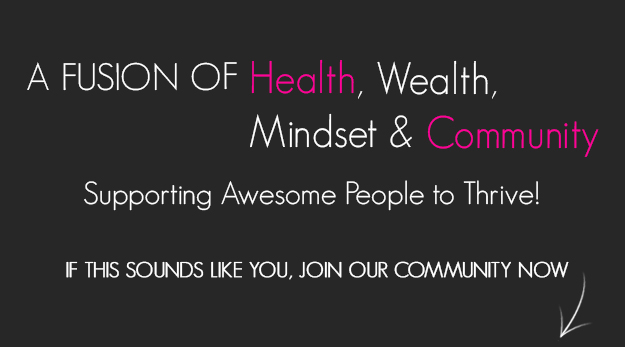 A FUSION OF Health, Wealth,
Mindset & Community
Supporting Awesome People to Thrive!
IF THIS SOUNDS LIKE YOU, JOIN OUR COMMUNITY NOW